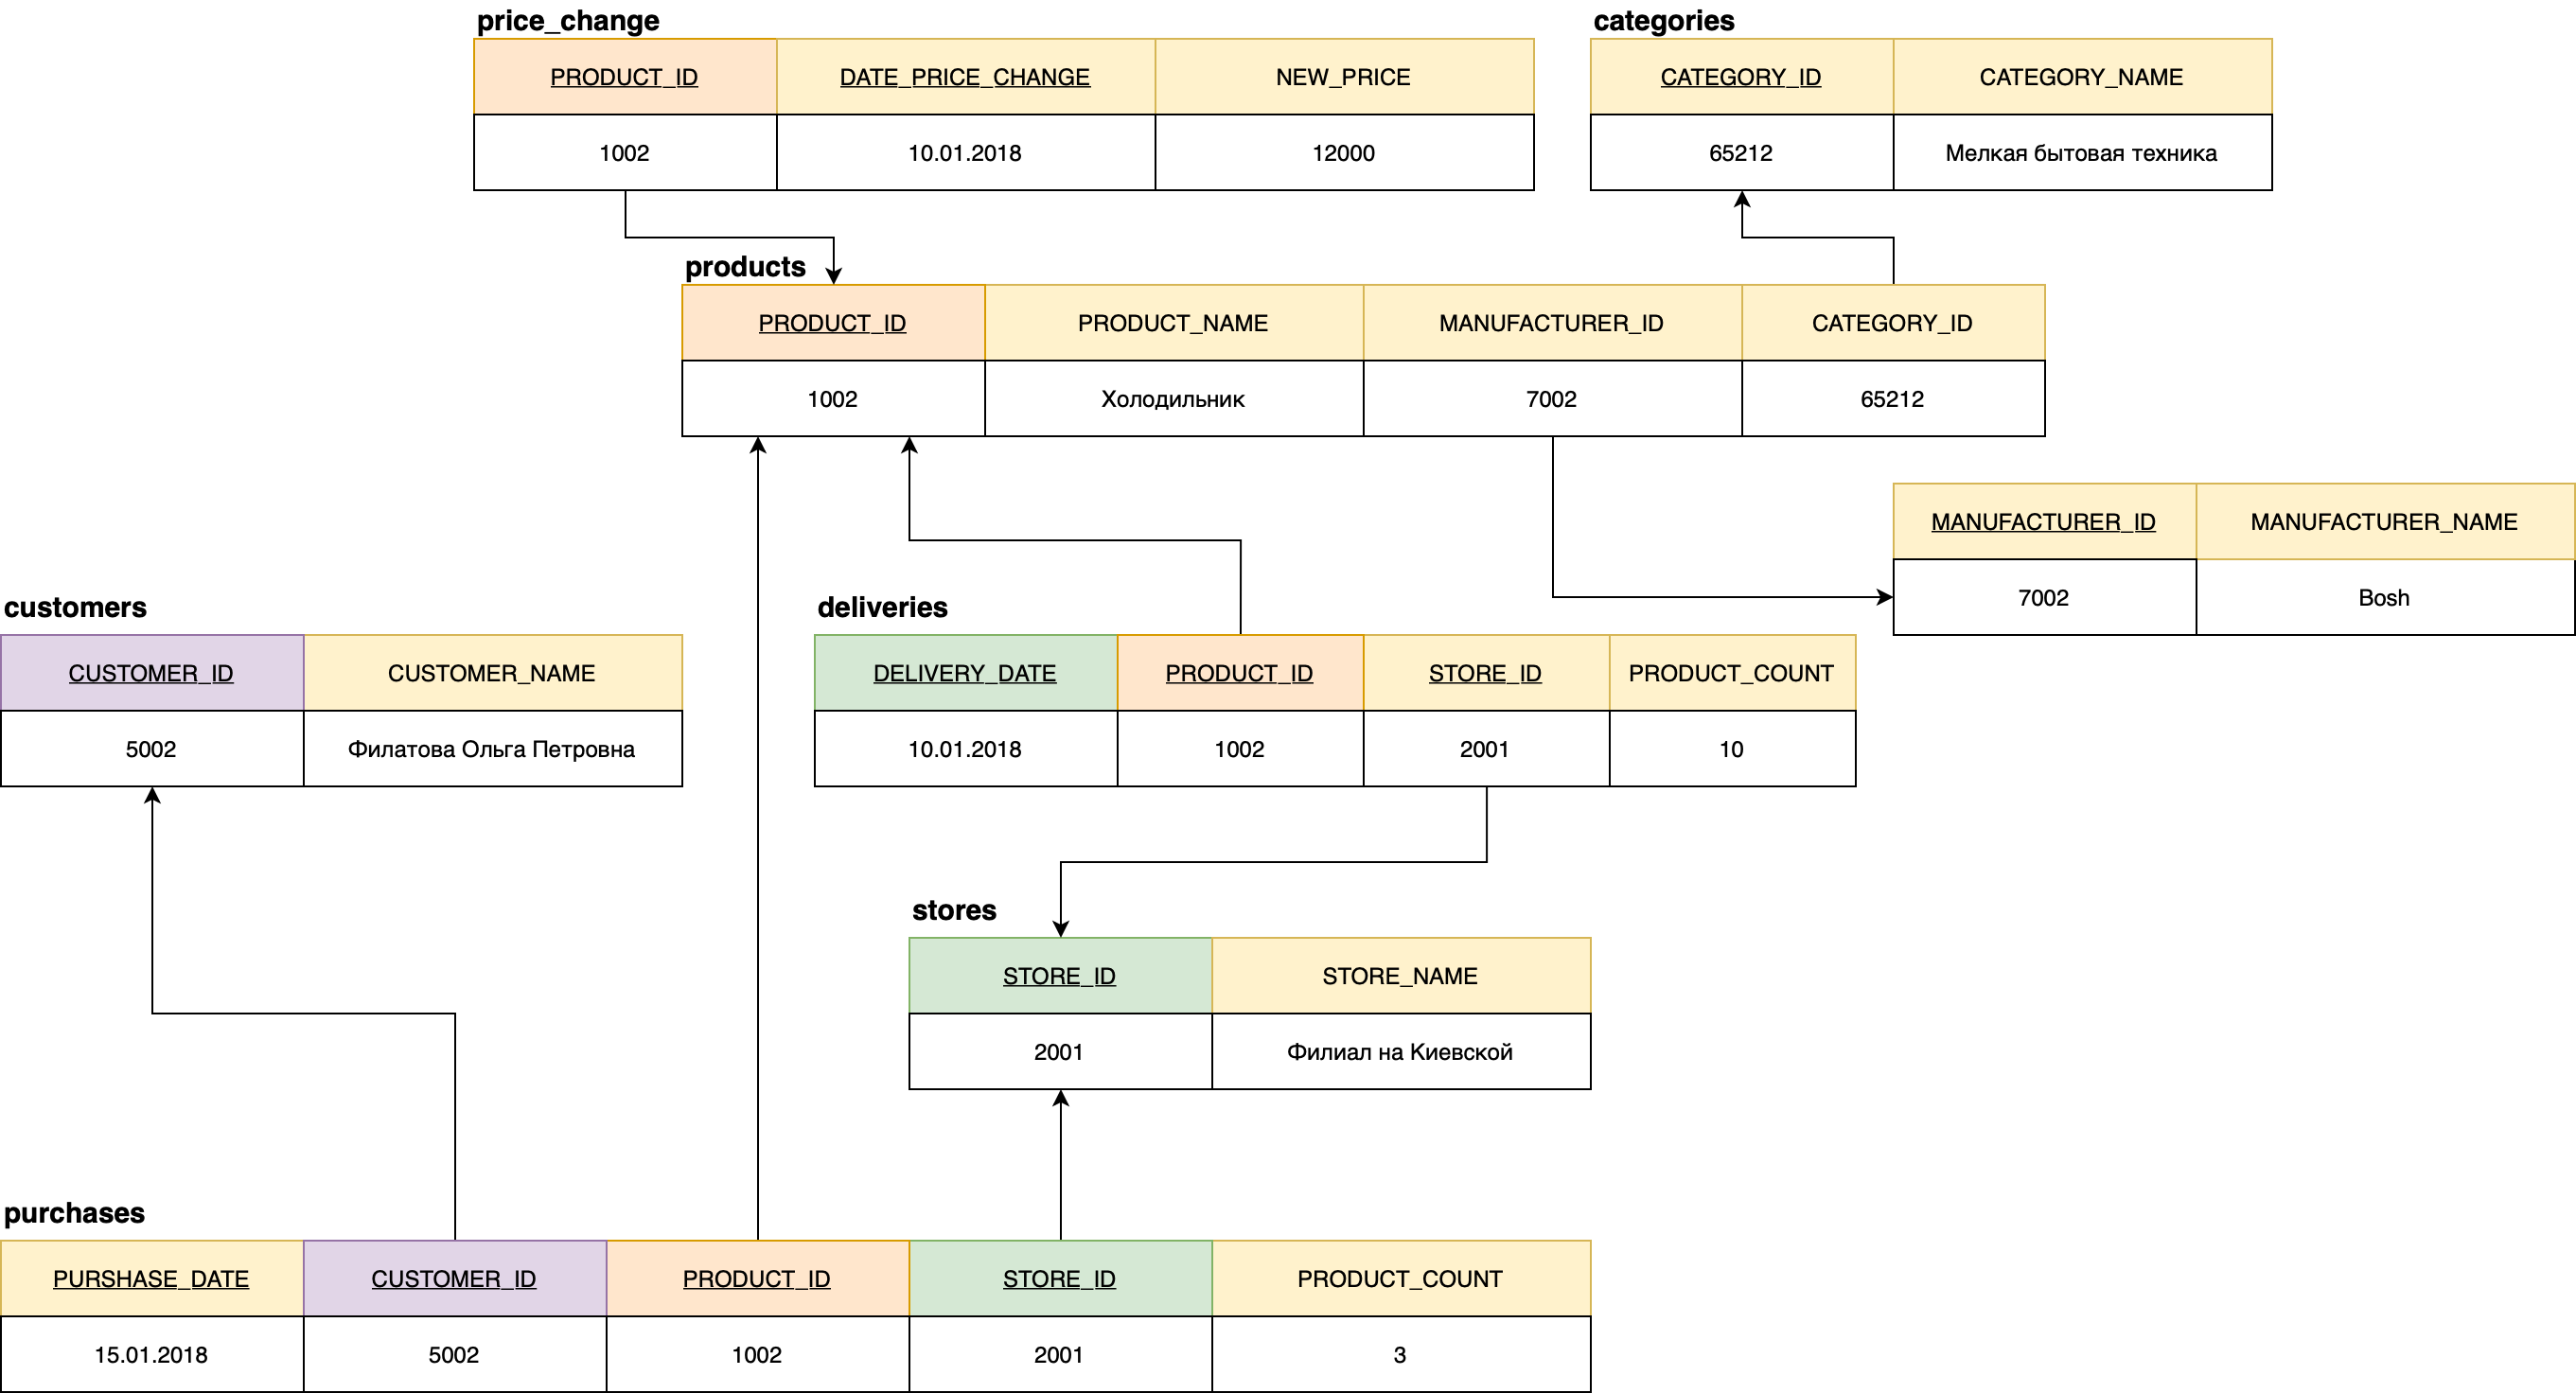 price_change
PRODUCT_ID DATE_PRICE_CHANGE NEW_PRICE
1002 10.01.2018 12000
categories
CATEGORY_ID CATEGORY_NAME
65212 Мелкая бытовая техника
products
PRODUCT_ID PRODUCT_NAME MANUFACTURER_ID CATEGORY_ID
1002 Холодильник 7002 65212
MANUFACTURER_ID MANUFACTURER_NAME
7002 Bosh
customers
CUSTOMER_ID CUSTOMER_NAME
5002 Филатова Ольга Петровна
deliveries
DELIVERY_DATE PRODUCT_ID STORE_ID PRODUCT_COUNT
10.01.2018 1002 2001 10
stores
STORE_ID STORE_NAME
2001 Филиал на Киевской
purchases
PURSHASE_DATE CUSTOMER_ID PRODUCT_ID STORE_ID PRODUCT_COUNT
15.01.2018 5002 1002 2001 3